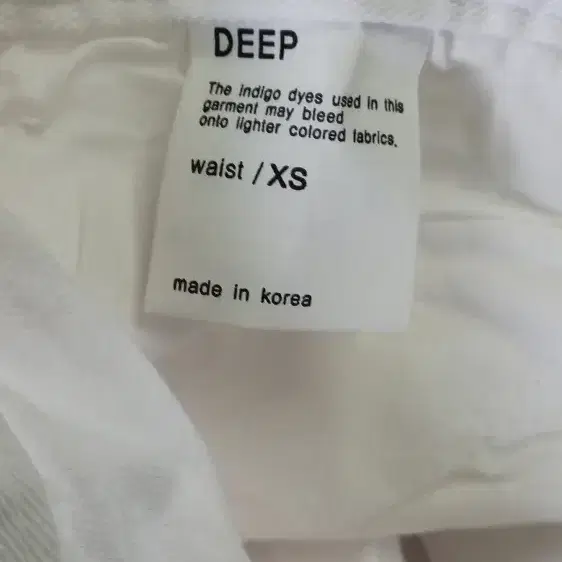 DEEP
The indigo dyes used in this
garment may bleed
onto lighter colored fabrics.
waist / XS
made in korea